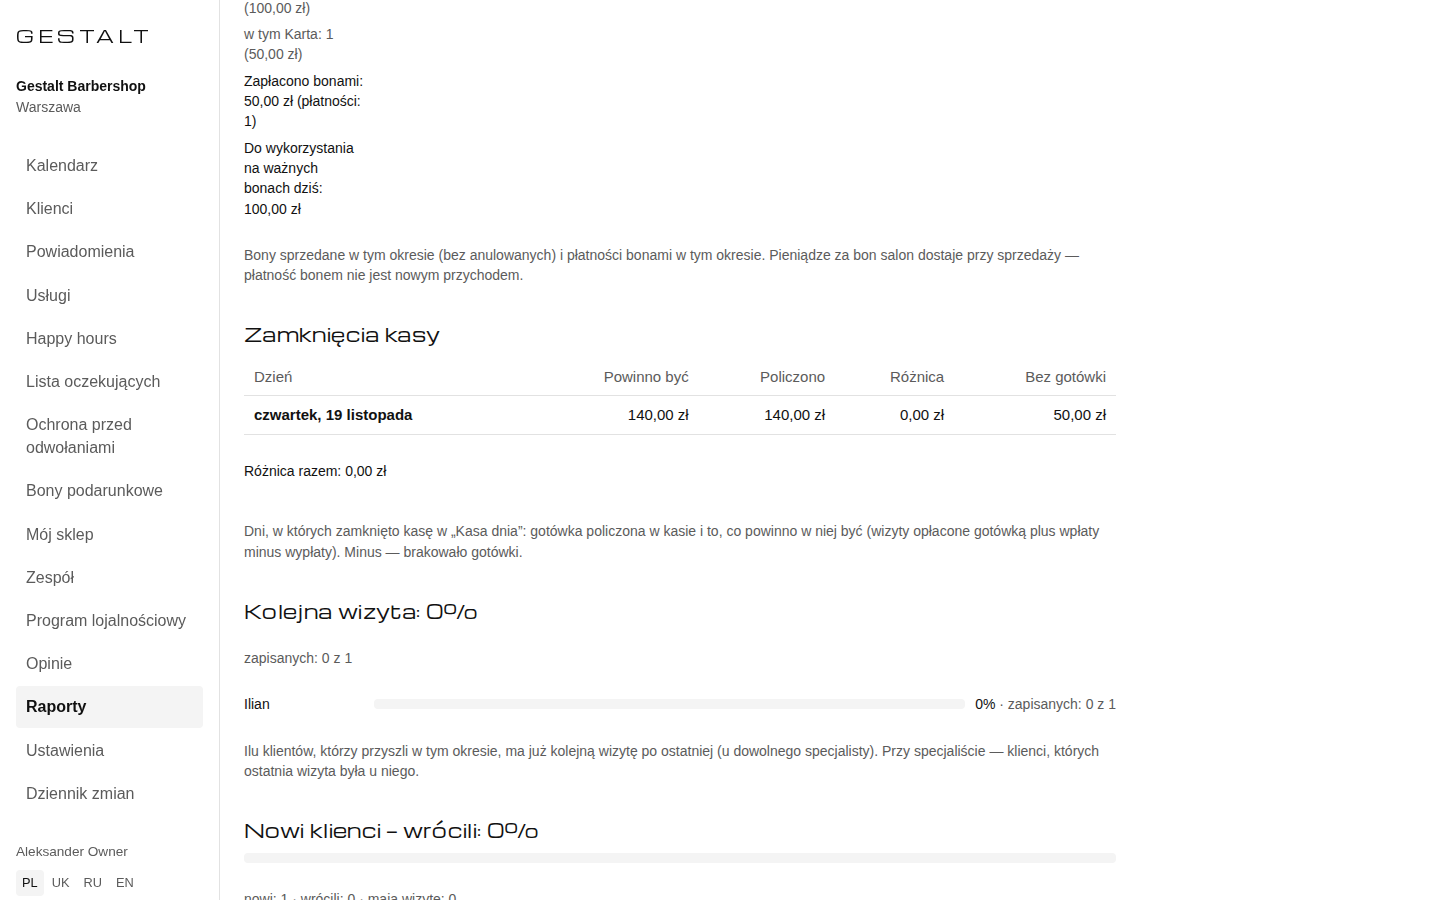 GESTALT
Gestalt Barbershop
Warszawa
Kalendarz
Klienci
Powiadomienia
Usługi
Happy hours
Lista oczekujących
Ochrona przed
odwołaniami
Bony podarunkowe
Mój sklep
Zespół
Program lojalnościowy
Opinie
Raporty
Ustawienia
Dziennik zmian
Aleksander Owner
PL UK RU EN
(100,00 zł)
w tym Karta: 1
(50,00 zł)
Zapłacono bonami:
50,00 zł (płatności:
1)
Do wykorzystania
na ważnych
bonach dziś:
100,00 zł
Bony sprzedane w tym okresie (bez anulowanych) i płatności bonami w tym okresie. Pieniądze za bon salon dostaje przy sprzedaży —
płatność bonem nie jest nowym przychodem.
Zamknięcia kasy
Dzień Powinno być Policzono Różnica Bez gotówki
czwartek, 19 listopada 140,00 zł 140,00 zł 0,00 zł 50,00 zł
Różnica razem: 0,00 zł
Dni, w których zamknięto kasę w „Kasa dnia”: gotówka policzona w kasie i to, co powinno w niej być (wizyty opłacone gotówką plus wpłaty
minus wypłaty). Minus — brakowało gotówki.
Kolejna wizyta: 0%
zapisanych: 0 z 1
Ilian 0% · zapisanych: 0 z 1
Ilu klientów, którzy przyszli w tym okresie, ma już kolejną wizytę po ostatniej (u dowolnego specjalisty). Przy specjaliście — klienci, których
ostatnia wizyta była u niego.
Nowi klienci – wrócili: 0%
nowi: 1 · wrócili: 0 · mają wizytę: 0